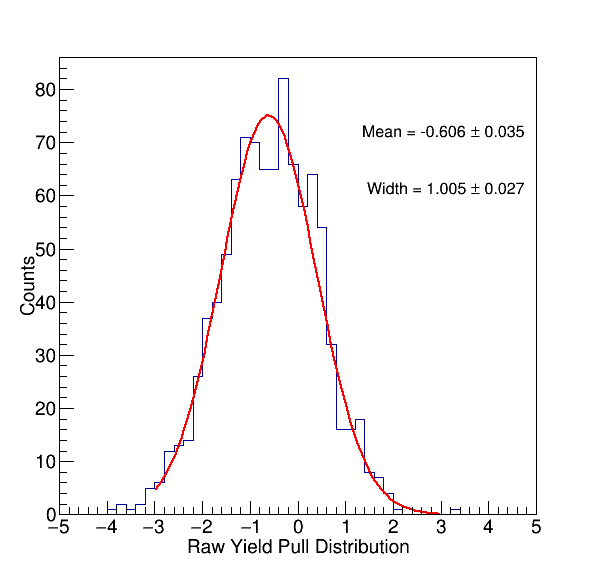 80
Mean = -0.606 ± 0.035
70
Width = 1.005 ± 0.027
60
50
Counts
40
30
20
10
0
−5 −4 −3 −2 −1 0 1 2 3 4 5
Raw Yield Pull Distribution